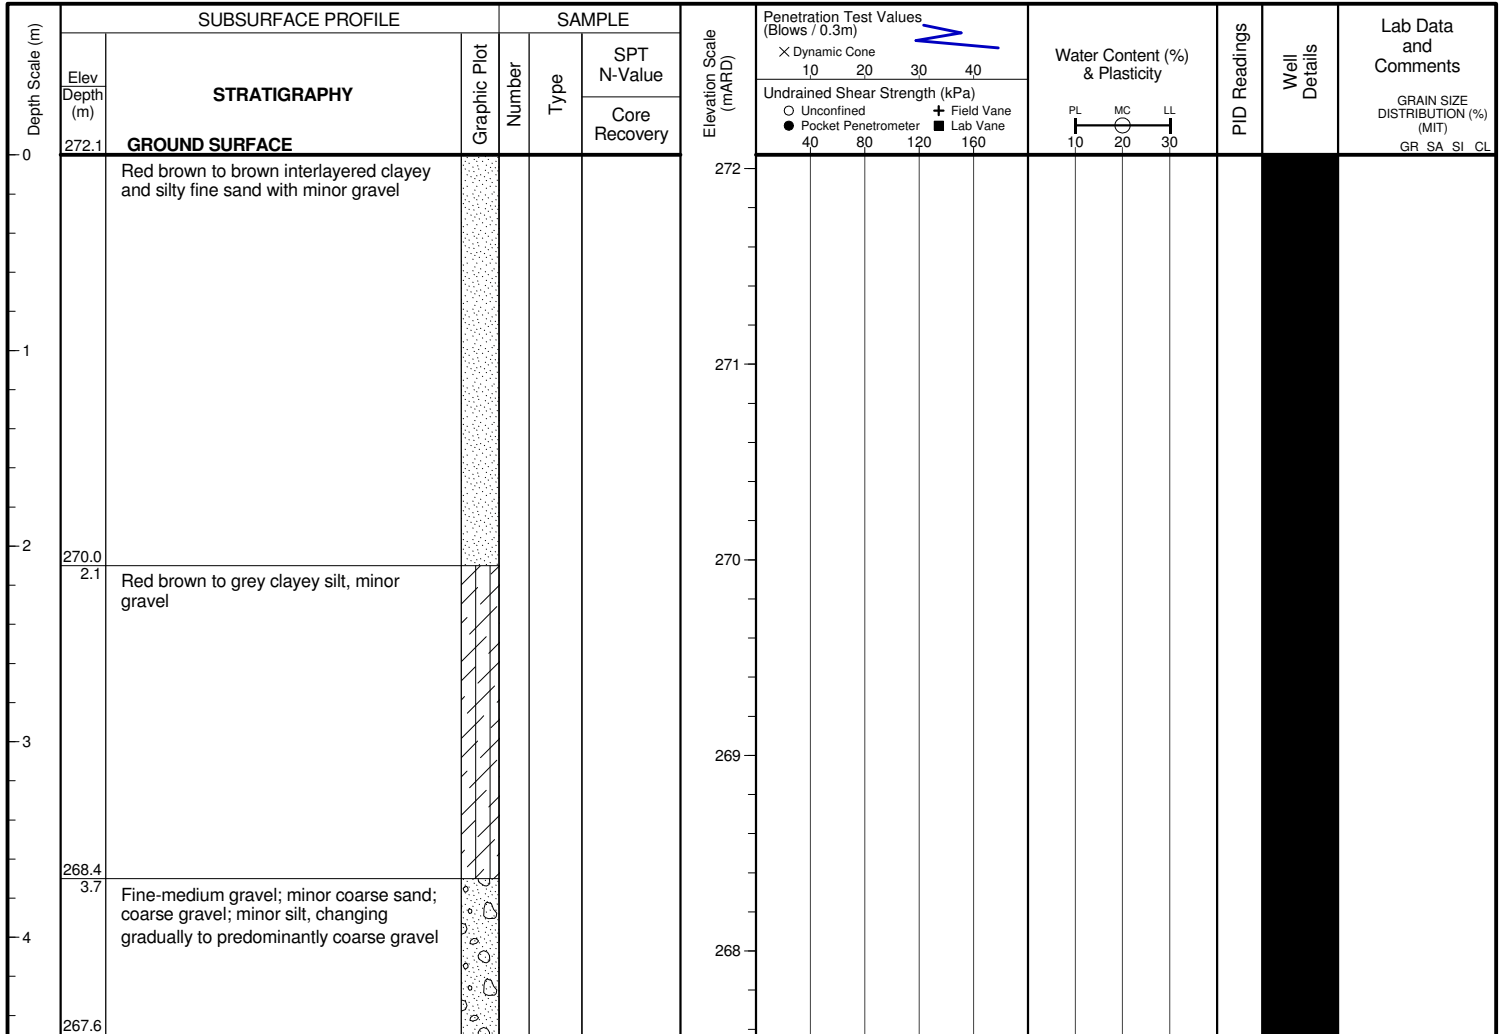 Depth Scale (m)
SUBSURFACE PROFILE
Elev
Depth
(m)
STRATIGRAPHY
272.1 GROUND SURFACE
Graphic Plot
SAMPLE
Number
Type
SPT
N-Value
Core
Recovery
Elevation Scale
(mARD)
Penetration Test Values
(Blows / 0.3m)
Dynamic Cone
10 20 30 40
Undrained Shear Strength (kPa)
Unconfined Field Vane
Pocket Penetrometer Lab Vane
40 80 120 160
Water Content (%)
& Plasticity
PL MC LL
10 20 30
PID Readings
Well
Details
Lab Data
and
Comments
GRAIN SIZE
DISTRIBUTION (%)
(MIT)
GR SA SI CL
0
Red brown to brown interlayered clayey
and silty fine sand with minor gravel
272
1
271
2
270.0
270
2.1
Red brown to grey clayey silt, minor
gravel
3
269
268.4
3.7
Fine-medium gravel; minor coarse sand;
coarse gravel; minor silt, changing
gradually to predominantly coarse gravel
4
268
267.6